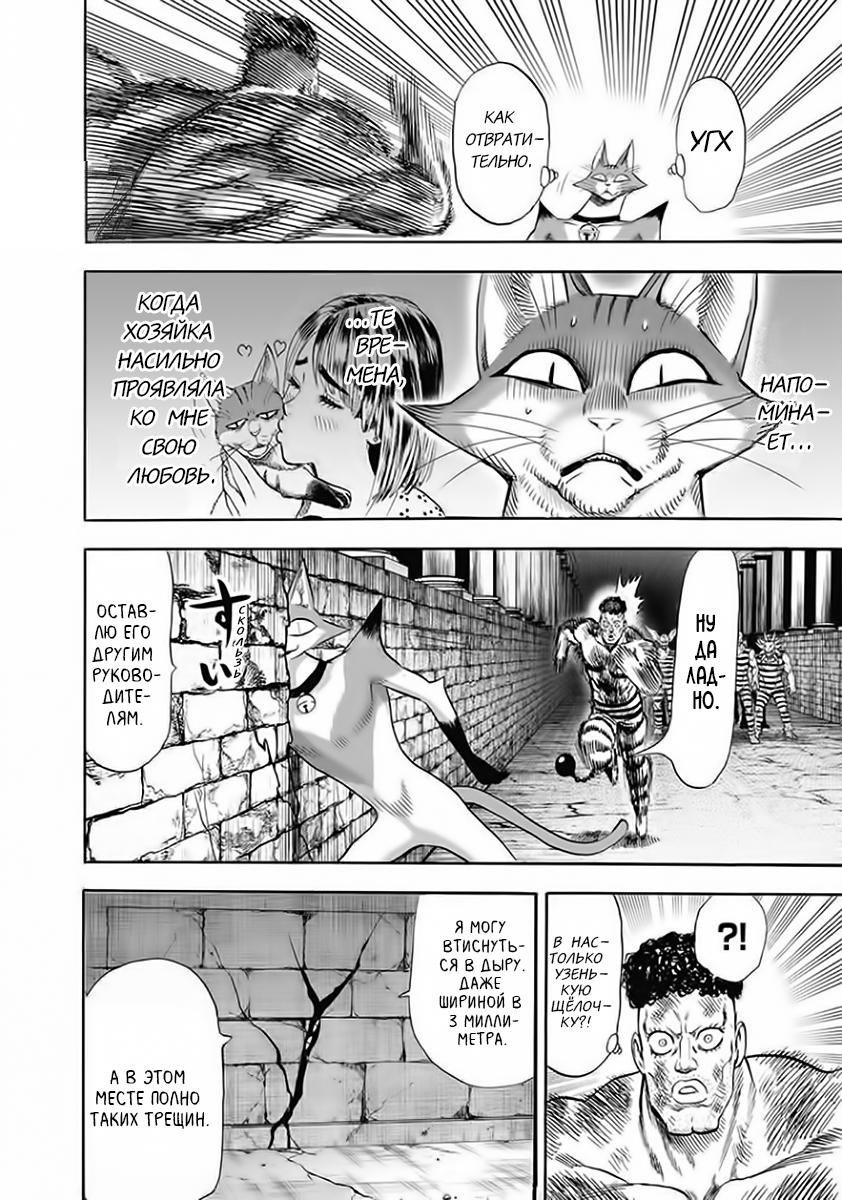 УГХ
КАК
ОТВРАТИ-
ТЕЛЬНО.
НАПО-
МИНА-
ЕТ...
...ТЕ
ВРЕ-
МЕНА,
КОГДА
ХОЗЯЙКА
НАСИЛЬНО
ПРОЯВЛЯЛА
КО МНЕ
СВОЮ
ЛЮБОВЬ.
НУ
ДА
ЛАД-
НО.
СКОЛЬЗЬ
すーい
ОСТАВ-
ЛЮ ЕГО
ДРУГИМ
РУКОВО-
ДИТЕ-
ЛЯМ.
?!
В НАС-
ТОЛЬКО
УЗЕНЬ-
КУЮ
ЩЁЛОЧ-
КУ?!
Я МОГУ
ВТИСНУТЬ-
СЯ В ДЫРУ.
ДАЖЕ
ШИРИНОЙ В
3 МИЛЛИ-
МЕТРА.
А В ЭТОМ
МЕСТЕ ПОЛНО
ТАКИХ ТРЕЩИН.